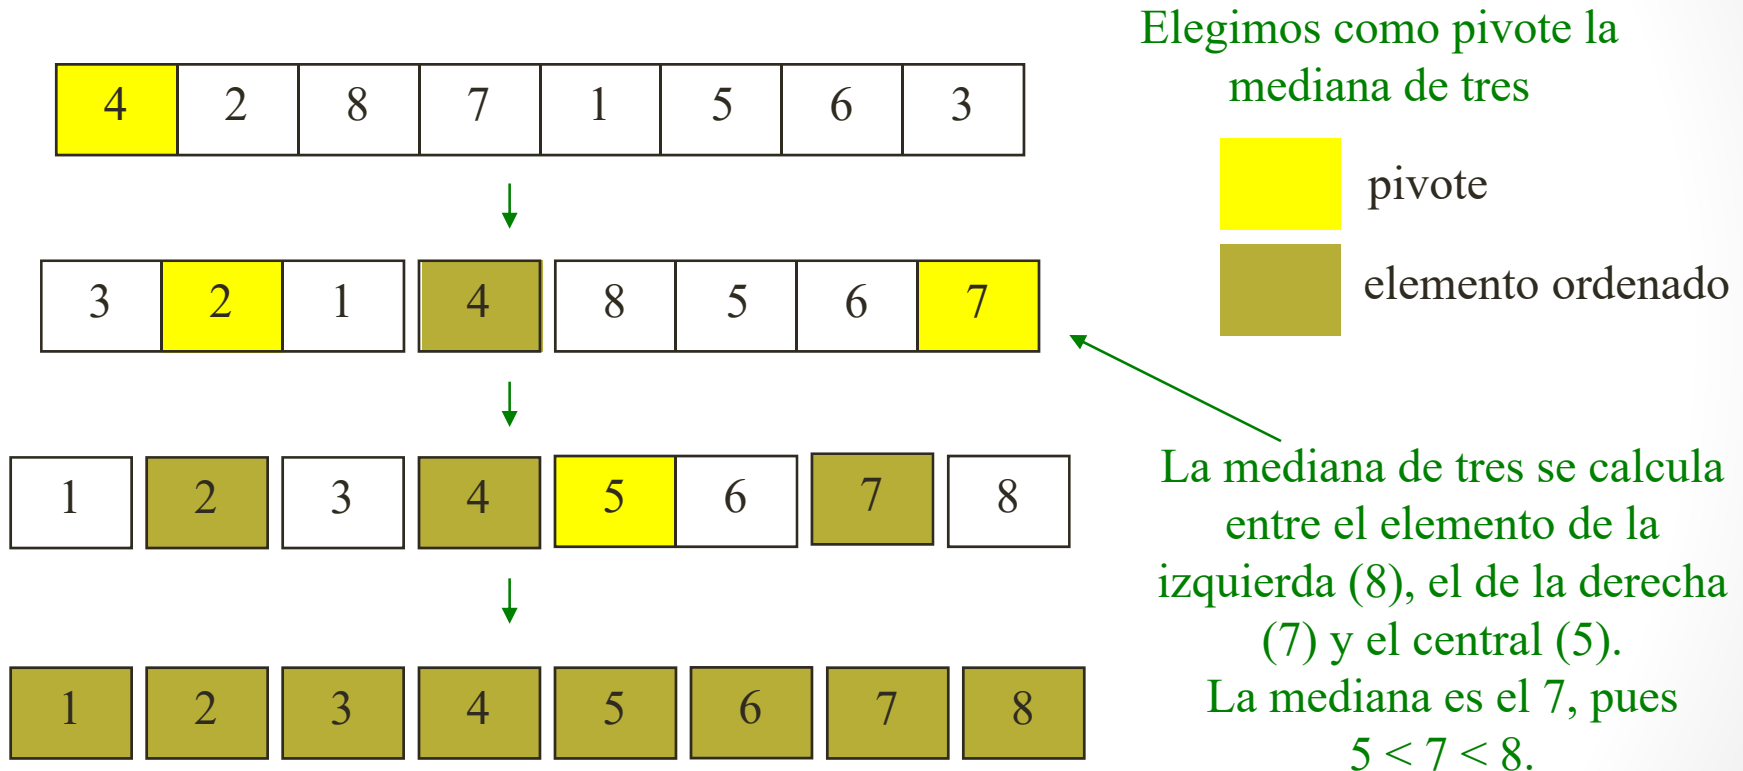 Elegimos como pivote la
mediana de tres
4 2 8 7 1 5 6 3
pivote
elemento ordenado
3 2 1 4 8 5 6 7
1 2 3 4 5 6 7 8
La mediana de tres se calcula
entre el elemento de la
izquierda (8), el de la derecha
(7) y el central (5).
La mediana es el 7, pues
5 < 7 < 8.
1 2 3 4 5 6 7 8